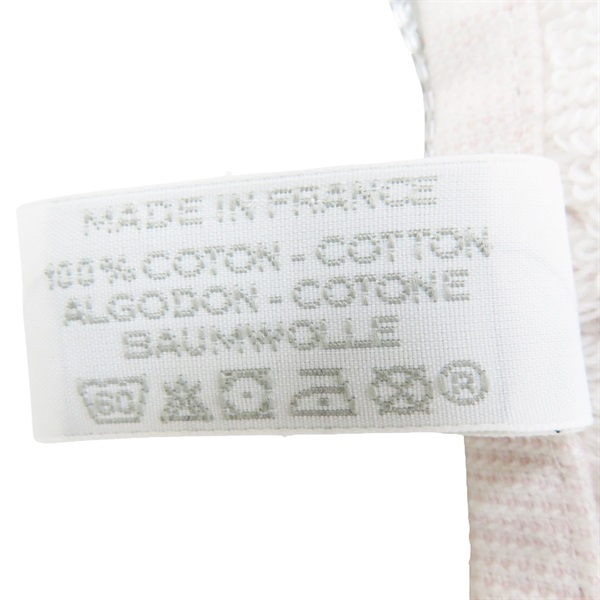 MADE IN FRANCE
100% COTON - COTTON
ALGODON - COTONE
BAUMWOLLE
60 ®